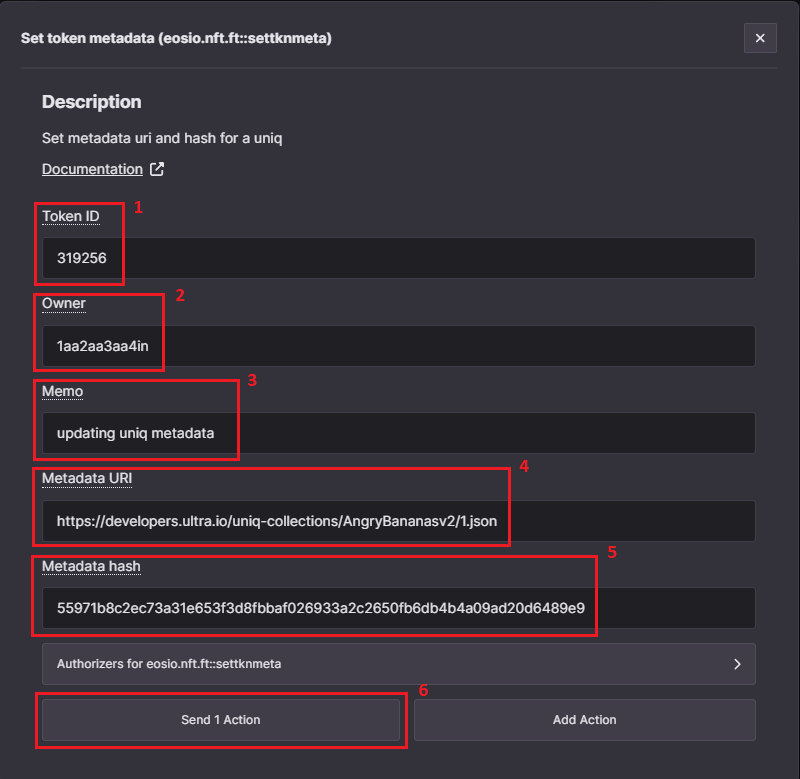 Set token metadata (eosio.nft.ft::settknmeta)
Description
Set metadata uri and hash for a uniq
Documentation
Token ID
1
319256
Owner
2
1aa2aa3aa4in
Memo
3
updating uniq metadata
Metadata URI
4
https://developers.ultra.io/uniq-collections/AngryBananasv2/1.json
Metadata hash
5
55971b8c2ec73a31e653f3d8fbbaf026933a2c2650fb6db4b4a09ad20d6489e9
Authorizers for eosio.nft.ft::settknmeta
6
Send 1 Action
Add Action